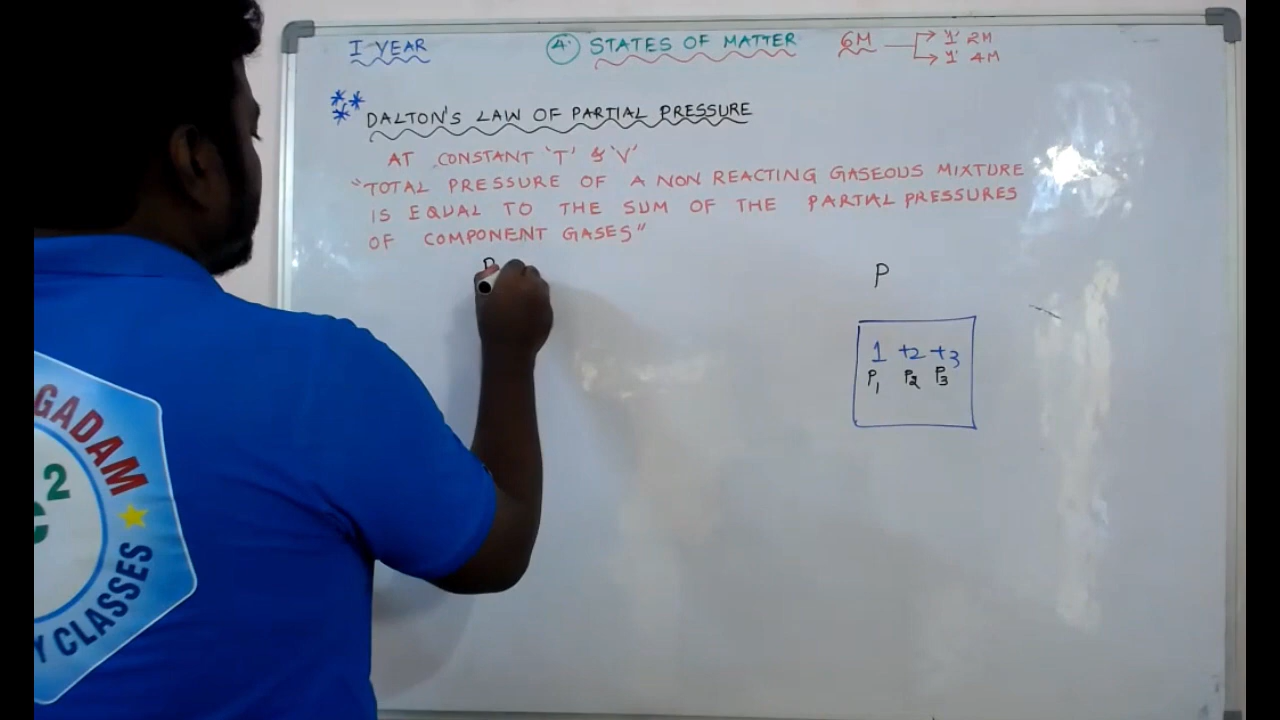 I YEAR
4. STATES OF MATTER
6M
'1' 2M
'1' 4M
DALTON'S LAW OF PARTIAL PRESSURE
AT CONSTANT 'T' & 'V'
"TOTAL PRESSURE OF A NON REACTING GASEOUS MIXTURE
IS EQUAL TO THE SUM OF THE PARTIAL PRESSURES
OF COMPONENT GASES"
P
P
1 +2 +3
P1 P2 P3
GADAM
2
Y CLASSES